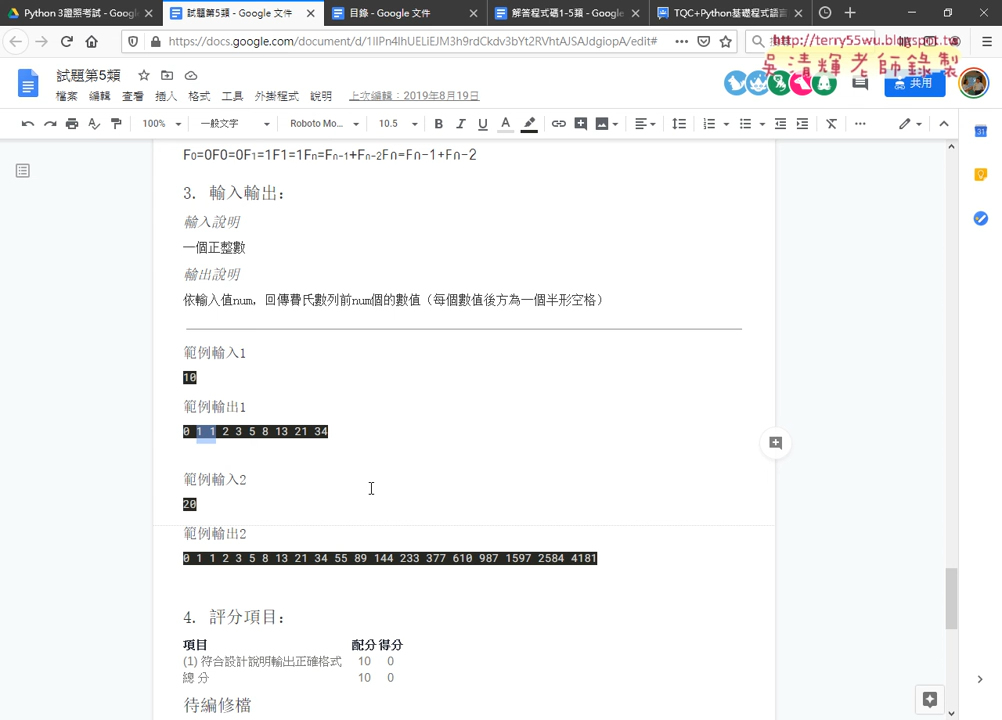 Python 3證照考試 - Googl
試題第5類 - Google 文件
目錄 - Google 文件
解答程式碼1-5類 - Google
TQC+Python基礎程式語言
https://docs.google.com/document/d/1IIPn4IhUELiEJM3h9rdCkdv3bYt2RVhtAJSAJdgiopA/edit#
http://terry55wu.blogspot.tw
吳清輝老師錄製
試題第5類
檔案 編輯 查看 插入 格式 工具 外掛程式 說明 上次編輯：2019年8月19日
共用
100% 一般文字 Roboto Mo... 10.5 B I U A
F0=0F0=0F1=1F1=1Fn=Fn-1+Fn-2Fn=Fn-1+Fn-2
3. 輸入輸出：
輸入說明
一個正整數
輸出說明
依輸入值num，回傳費氏數列前num個的數值（每個數值後方為一個半形空格）
範例輸入1
10
範例輸出1
0 1 1 2 3 5 8 13 21 34
範例輸入2
20
範例輸出2
0 1 1 2 3 5 8 13 21 34 55 89 144 233 377 610 987 1597 2584 4181
4. 評分項目：
項目 配分 得分
(1) 符合設計說明輸出正確格式 10 0
總 分 10 0
待編修檔